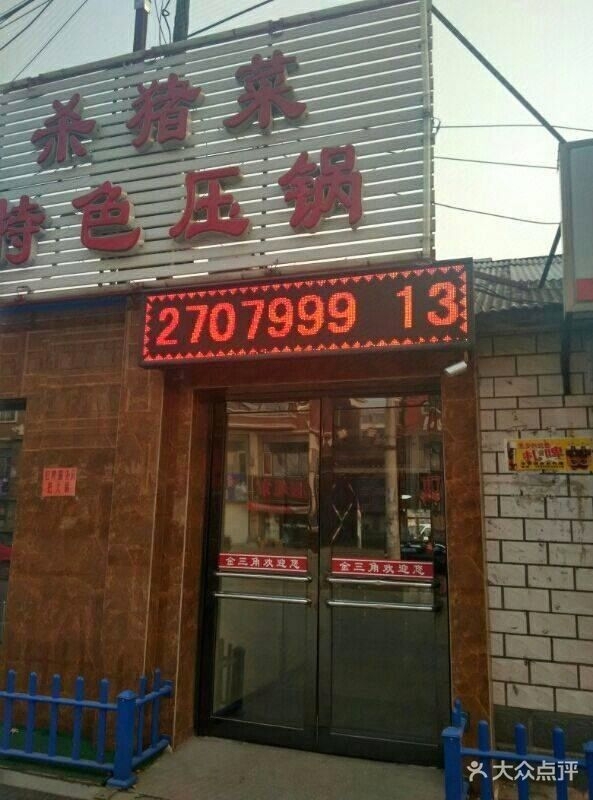 杀猪菜
特色压锅
2707999 13
金三角欢迎您
金三角欢迎您
大众点评